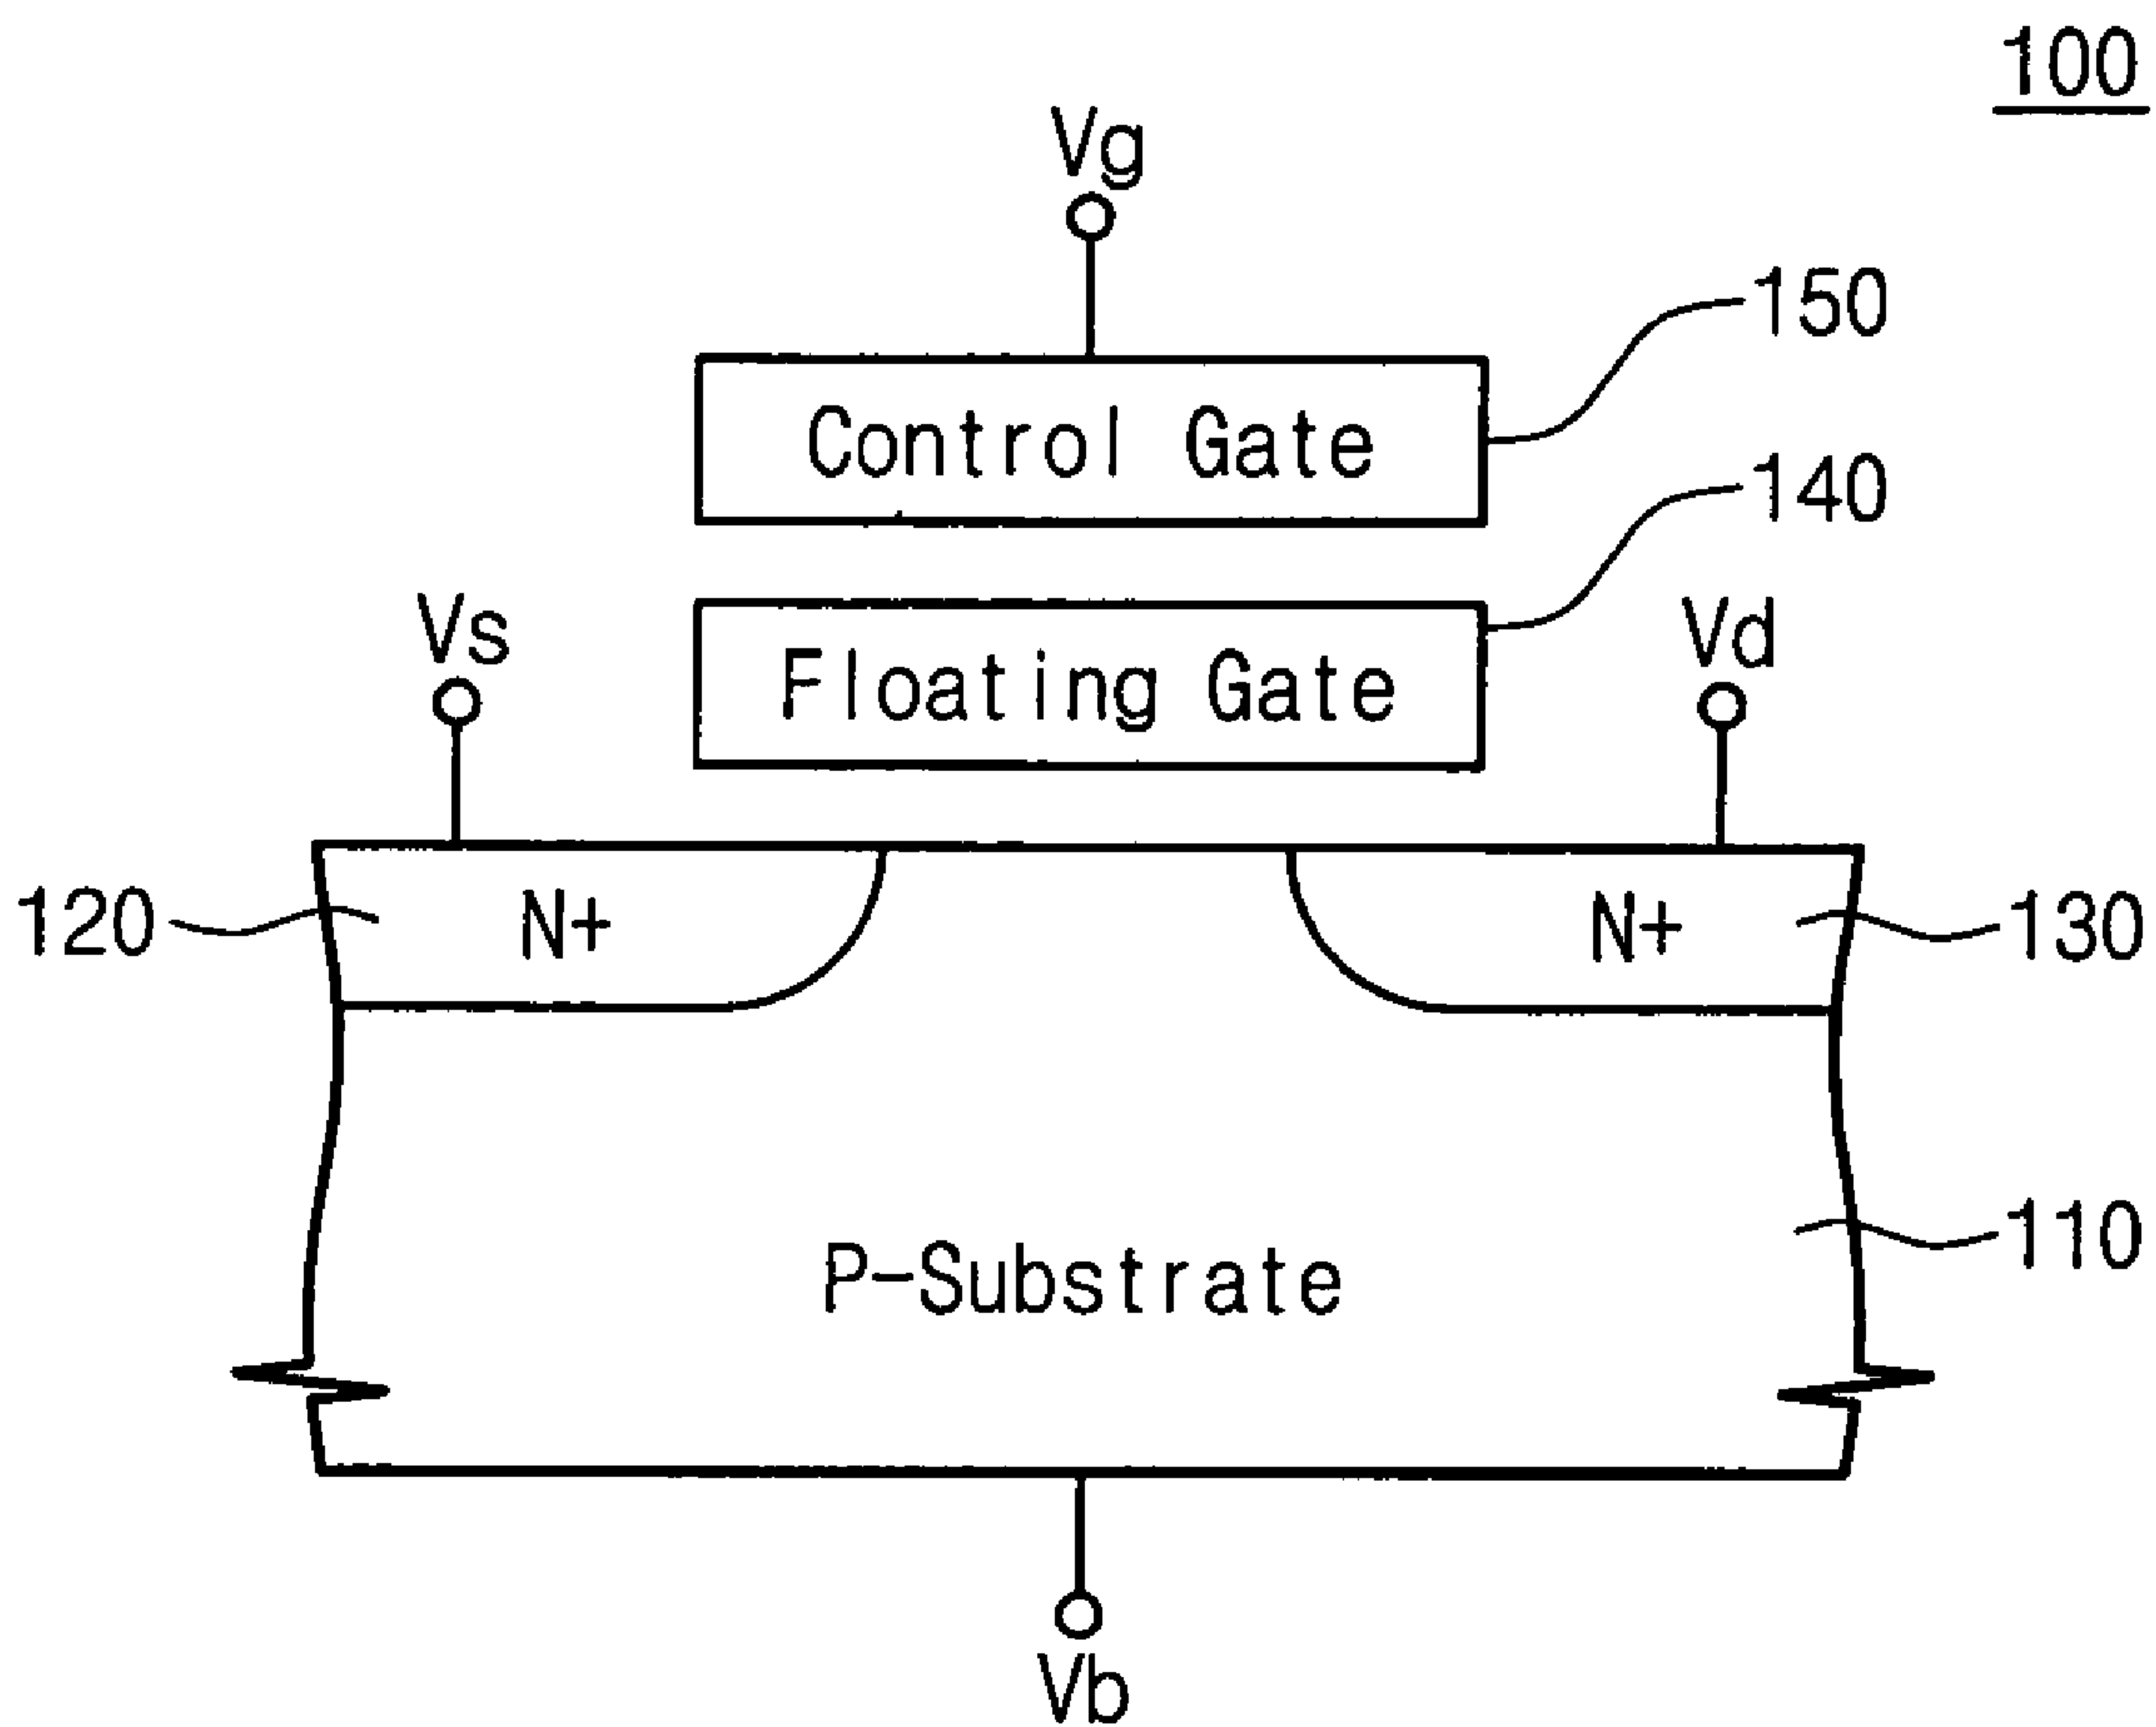 100
Vg
150
Control Gate
140
Vs
Floating Gate
Vd
120
N+
N+
130
P-Substrate
110
Vb